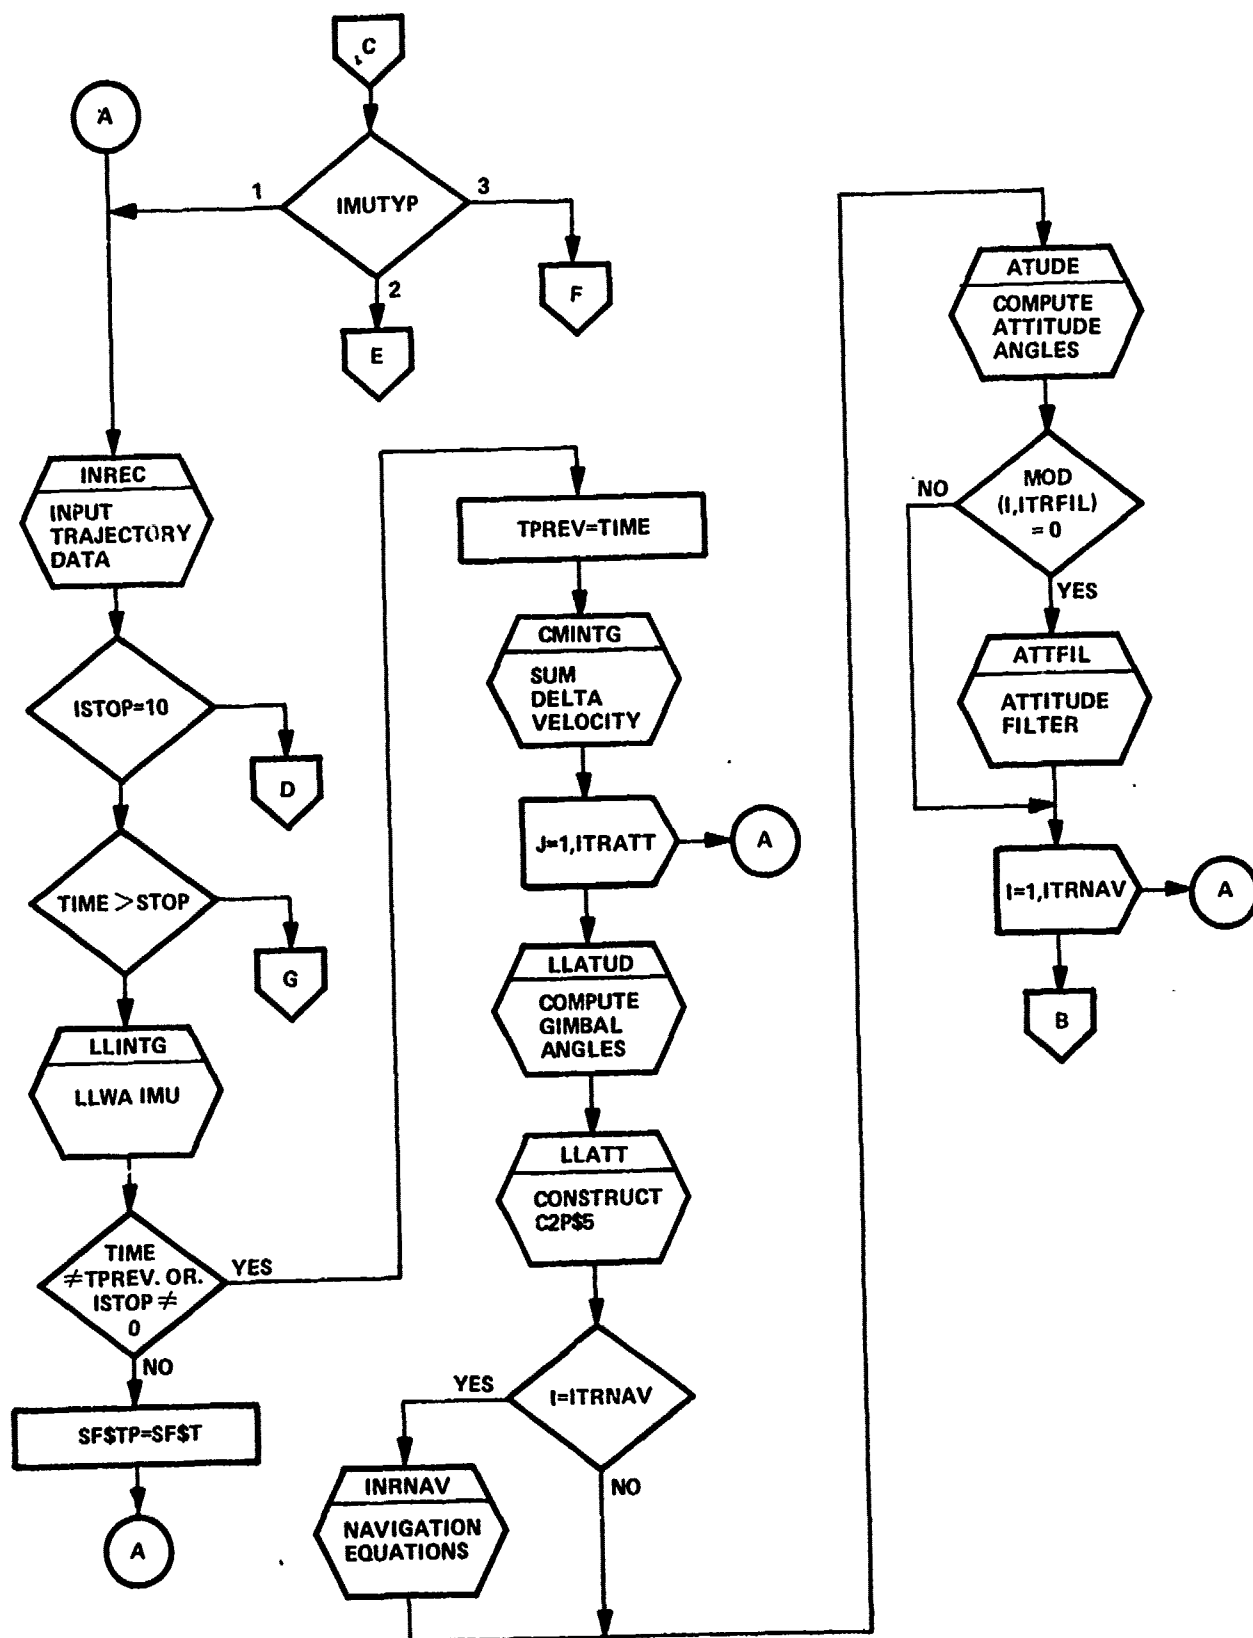 C
A
1
IMUTYP
3
2
F
E
INREC
INPUT
TRAJECTORY
DATA
ISTOP=10
D
TIME > STOP
G
LLINTG
LLWA IMU
TIME
≠TPREV. OR.
ISTOP ≠
0
YES
NO
SF$TP=SF$T
A
TPREV=TIME
CMINTG
SUM
DELTA
VELOCITY
J=1,ITRATT
A
LLATUD
COMPUTE
GIMBAL
ANGLES
LLATT
CONSTRUCT
C2P$5
YES
I=ITRNAV
NO
INRNAV
NAVIGATION
EQUATIONS
ATUDE
COMPUTE
ATTITUDE
ANGLES
NO
MOD
(I,ITRFIL)
= 0
YES
ATTFIL
ATTITUDE
FILTER
I=1,ITRNAV
A
B